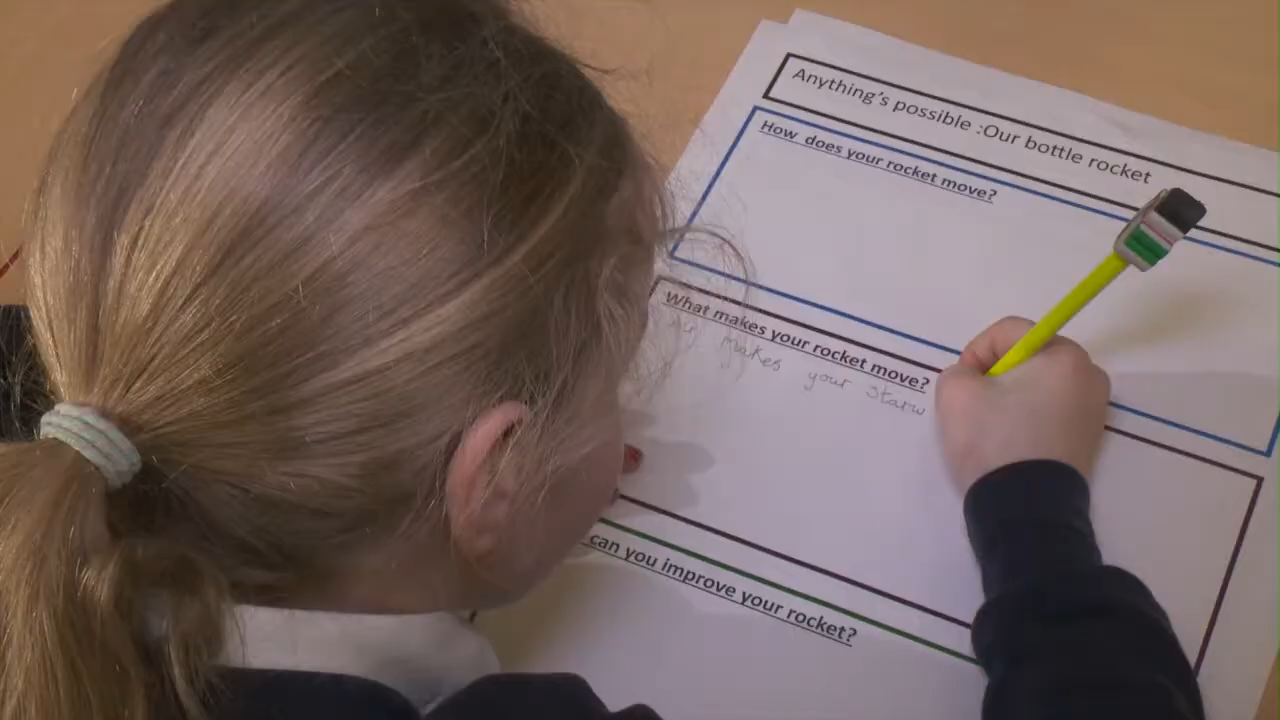 Anything's possible :Our bottle rocket
How does your rocket move?
What makes your rocket move?
makes your Starw
can you improve your rocket?